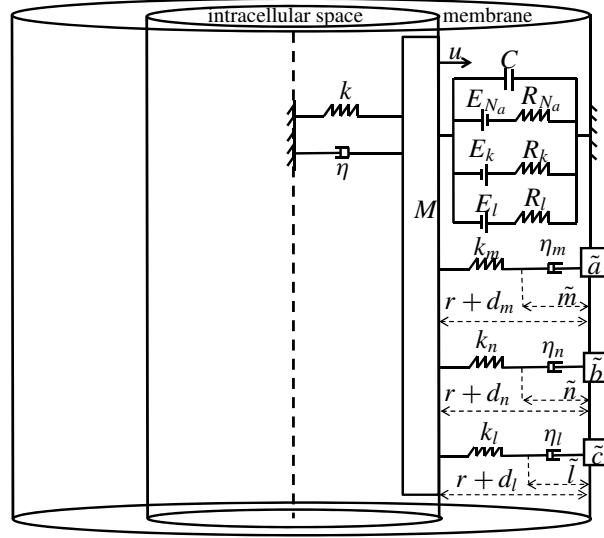 intracellular space membrane
u C
k E_{N_a} R_{N_a}
η E_k R_k
M E_l R_l
k_m η_m ã
m̃
r + d_m
k_n η_n b̃
ñ
r + d_n
k_l η_l c̃
l̃
r + d_l